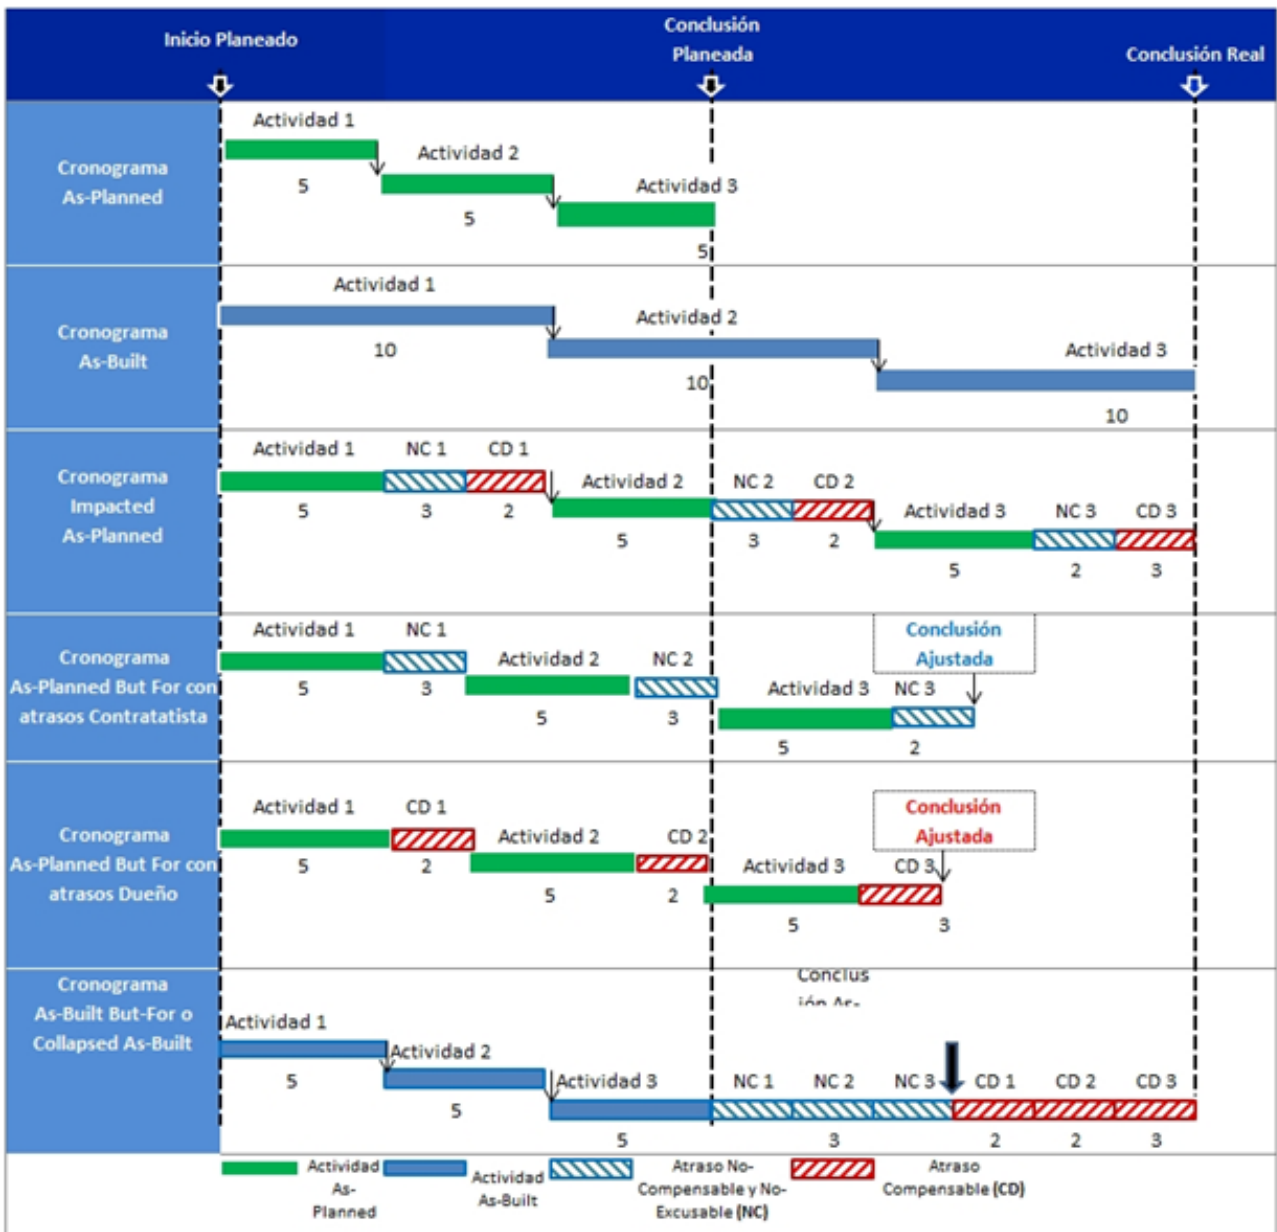 Inicio Planeado
Conclusión
Planeada
Conclusión Real
Cronograma
As-Planned
Actividad 1
5
Actividad 2
5
Actividad 3
5
Cronograma
As-Built
Actividad 1
10
Actividad 2
10
Actividad 3
10
Cronograma
Impacted
As-Planned
Actividad 1 NC 1 CD 1
5 3 2
Actividad 2 NC 2 CD 2
5 3 2
Actividad 3 NC 3 CD 3
5 2 3
Cronograma
As-Planned But For con
atrasos Contratatista
Actividad 1 NC 1
5 3
Actividad 2 NC 2
5 3
Actividad 3 NC 3
5 2
Conclusión
Ajustada
Cronograma
As-Planned But For con
atrasos Dueño
Actividad 1 CD 1
5 2
Actividad 2 CD 2
5 2
Actividad 3 CD 3
5 3
Conclusión
Ajustada
Cronograma
As-Built But-For o
Collapsed As-Built
Conclus
ión As-
Actividad 1
5
Actividad 2
5
Actividad 3 NC 1 NC 2 NC 3 CD 1 CD 2 CD 3
5 3 2 2 3
Actividad
As-
Planned
Actividad
As-Built
Atraso No-
Compensable y No-
Excusable (NC)
Atraso
Compensable (CD)